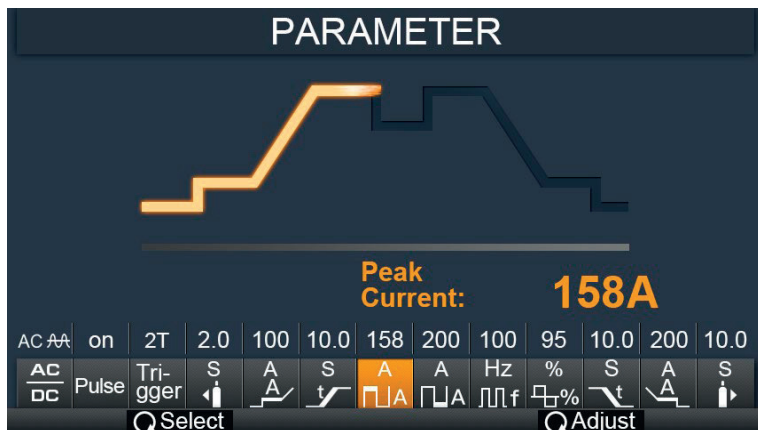 PARAMETER
Peak
Current: 158A
AC on 2T 2.0 100 10.0 158 200 100 95 10.0 200 10.0
AC S A S A A Hz % S A S
DC Pulse Tri-
gger A t A A f % t A
Select Adjust